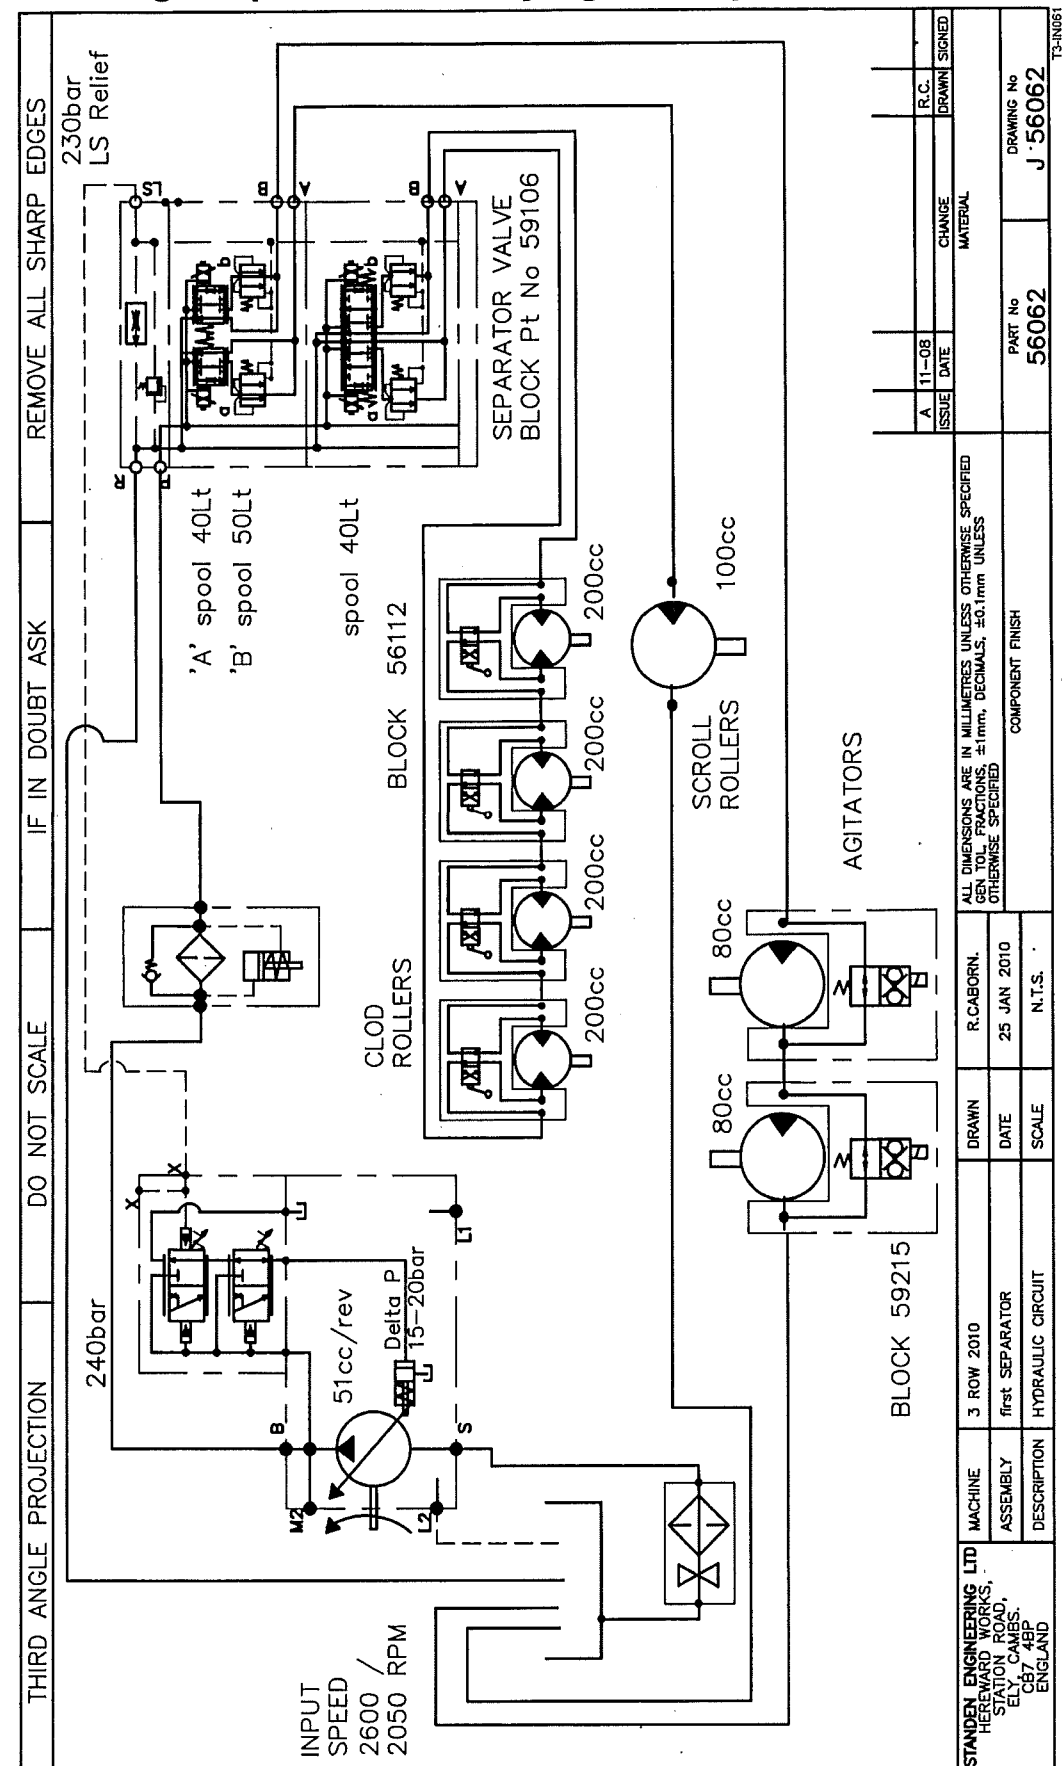 THIRD ANGLE PROJECTION
DO NOT SCALE
IF IN DOUBT ASK
REMOVE ALL SHARP EDGES
240bar
230bar
LS Relief
X
X
LS
R
P
B
A
B
A
a
b
a
b
'A' spool 40Lt
'B' spool 50Lt
spool 40Lt
SEPARATOR VALVE
BLOCK Pt No 59106
B
M2
51cc/rev
Delta P
15-20bar
L1
L2
S
INPUT
SPEED
2600 /
2050 RPM
CLOD
ROLLERS
BLOCK 56112
200cc
200cc
200cc
200cc
SCROLL
ROLLERS
100cc
80cc
80cc
AGITATORS
BLOCK 59215
STANDEN ENGINEERING LTD
HEREWARD WORKS,
STATION ROAD,
ELY, CAMBS.
CB7 4BP
ENGLAND
MACHINE
3 ROW 2010
ASSEMBLY
first SEPARATOR
DESCRIPTION
HYDRAULIC CIRCUIT
DRAWN
R.CABORN.
DATE
25 JAN 2010
SCALE
N.T.S.
ALL DIMENSIONS ARE IN MILLIMETRES UNLESS OTHERWISE SPECIFIED
GEN TOL, FRACTIONS, ±1mm, DECIMALS, ±0.1mm UNLESS
OTHERWISE SPECIFIED
COMPONENT FINISH
A
11-08
R.C.
ISSUE
DATE
CHANGE
DRAWN
SIGNED
MATERIAL
PART No
56062
DRAWING No
J 56062
T3-IN061